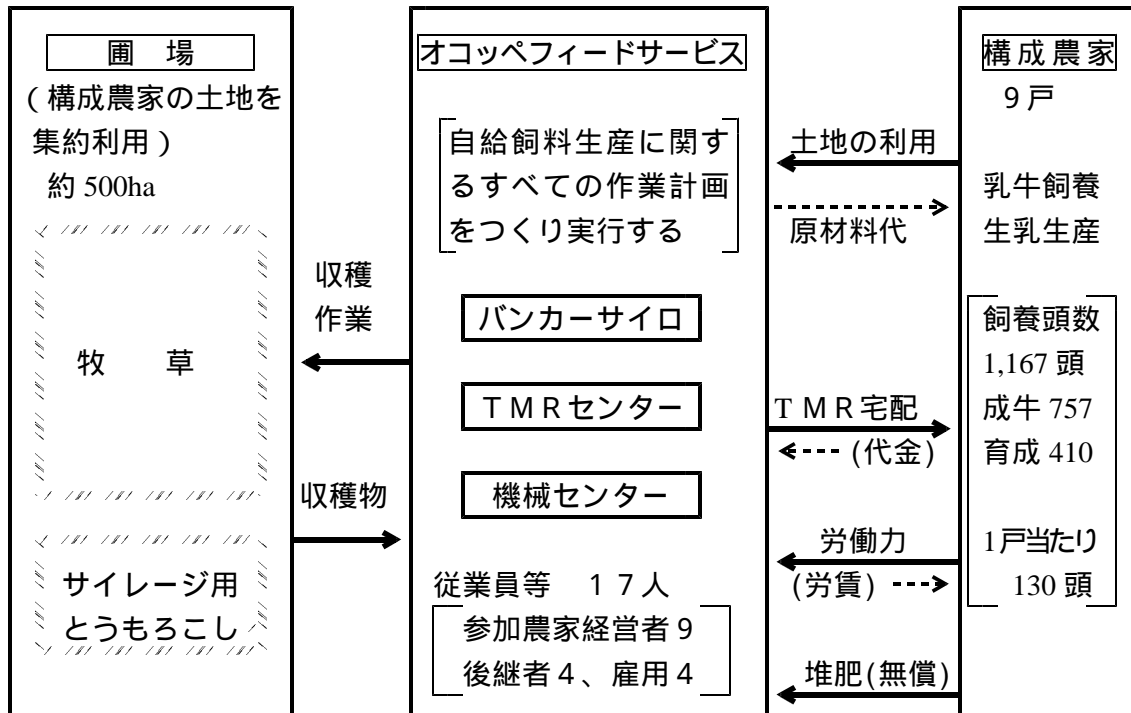 圃　場
(構成農家の土地を
集約利用)
約 500ha
牧　草
サイレージ用
とうもろこし
収穫
作業
収穫物
オコッペフィードサービス
自給飼料生産に関す
るすべての作業計画
をつくり実行する
バンカーサイロ
ＴＭＲセンター
機械センター
従業員等　１７人
参加農家経営者９
後継者４、雇用４
土地の利用
原材料代
ＴＭＲ宅配
(代金)
労働力
(労賃)
堆肥(無償)
構成農家
９戸
乳牛飼養
生乳生産
飼養頭数
1,167 頭
成牛 757
育成 410
1戸当たり
130 頭